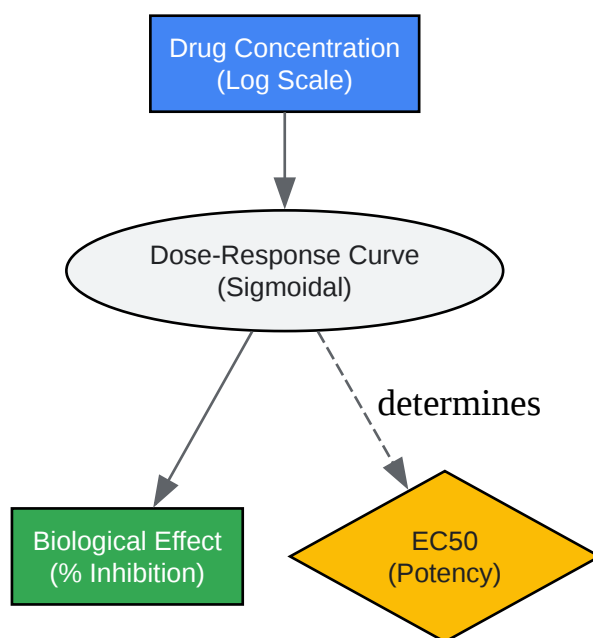 Drug Concentration
(Log Scale)
Dose-Response Curve
(Sigmoidal)
determines
Biological Effect
(% Inhibition)
EC50
(Potency)